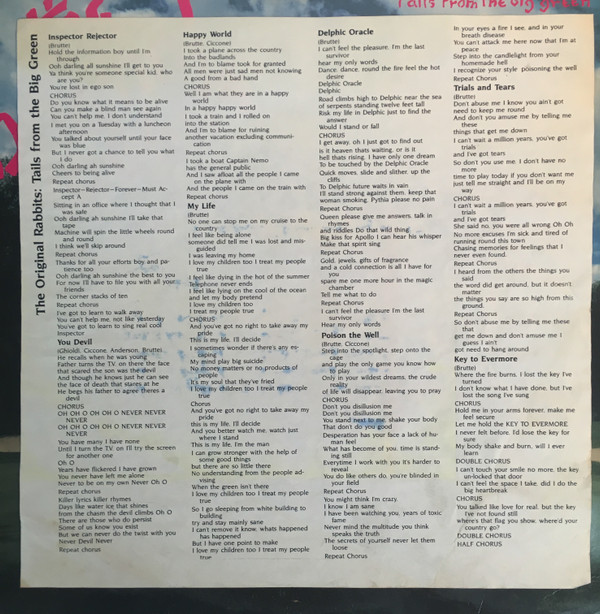 Tails from the big green
The Original Rabbits: Tails from the Big Green
Inspector Rejector
(Brutte)
Hold the information boy until I'm
through
Ooh darling all sunshine I'll get to you
Ya think you're someone special kid, who
are you?
You're lost in ego son
CHORUS
Do you know what it means to be alive
Can you make a blind man see again
You can't help me, I don't understand
I met you on a Tuesday with a luncheon
afternoon
You talked about yourself until your face
was blue
But I never got a chance to tell you what
I do
Ooh darling ah sunshine
Cheers to being alive
Repeat chorus
Inspector—Rejector—Forever—Must Ac-
cept A
Sitting in an office where I thought that I
was safe
Ooh darling ah sunshine I'll take that
tape
Machine will spin the little wheels round
and round
I think we'll skip around
Repeat chorus
Thanks for all your efforts boy and pa-
tience too
Ooh darling ah sunshine the best to you
For now I'll have to file you with all your
friends
The corner stacks of ten
Repeat chorus
I've got to learn to walk away
You can't help me, not like yesterday
You've got to learn to sing real cool
Inspector
You Devil
(Gholdi, Ciccone, Anderson, Brutte)
He recalls when he was young
Father turns the TV on there the face
that scared the son was the devil
And though he knows just he can see
the face of death that stares at he
He begs his father to agree theres a
devil
CHORUS
OH OH O OH OH O NEVER NEVER
NEVER
OH OH O OH OH O NEVER NEVER
NEVER
You have many I have none
Until I turn the TV on I'll try the screen
for another one
Oh O
Years have flickered I have grown
You never have left me alone
Never to be on my own Never Oh O
Repeat chorus
Killer lyrics killer rhymes
Days like water ice that shines
from the chasm the devil climbs Oh O
There are those who do persist
Some of us know you exist
But we can never do the twist with you
Never Devil Never
Repeat chorus
Happy World
(Brutte, Ciccone)
I took a plane across the country
Into the badlands
And I'm to blame took for granted
All men were just sad men not knowing
A good from a bad hand
CHORUS
Well I am what they are in a happy
world
In a happy happy world
I took a train and I rolled on
into the station
And I'm to blame for ruining
another vacation excluding communi-
cation
Repeat chorus
I took a boat Captain Nemo
has the general public
And I saw afloat all the people I came
on the plane with
And the people I came on the train with
Repeat chorus
My Life
(Brutte)
No one can stop me on my cruise to the
country
I feel like being alone
someone did tell me I was lost and mis-
guided
I was leaving my home
I love my children too I treat my people
true
I feel like dying in the hot of the summer
Telephone never ends
I feel like lying on the cool of the ocean
and let my body pretend
I love my children too
I treat my people true
CHORUS
And you've got no right to take away my
pride
This is my life, I'll decide
I sometimes wonder if there's any es-
caping
My mind play big suicide
No money matters or no products of
people
It's my soul that they've fried
I love my children too I treat my people
true
Chorus
And you've got no right to take away my
pride
this is my life, I'll decide
And you better watch me, watch just
where I stand
This is my life, I'm the man
I can grow stronger with the help of
some good things
but there are so little there
No understanding from the people ad-
vising
When the green isn't there
I love my children too I treat my people
true
So I go sleeping from white building to
building
try and stay mainly sane
I can't remove it know, whats happened
has happened
But I have one point to make
I love my children too I treat my people
true
Delphic Oracle
(Brutte)
I can't feel the pleasure, I'm the last
survivor
hear my only words
Dance, dance, round the fire feel the hot
desire
Delphic Oracle
Delphic
Road climbs high to Delphic near the sea
of serpents standing twelve feet tall
Risk my life in Delphi just to find the
answer
Would I stand or fall
CHORUS
I get away, oh I just got to find out
is it heaven thats waiting, or is it
hell thats rising. I have only one dream
To be touched by the Delphic Oracle
Quick moves, slide and slither, up the
cliffs
To Delphic future waits in vain
I'll stand strong against them, keep that
woman smoking, Pythia please no pain
Repeat Chorus
Queen please give me answers, talk in
rhymes
and riddles Do that wild thing
Big kiss for Apollo I can hear his whisper
Make that spirit sing
Repeat Chorus
Gold, jewels, gifts of fragrance
and a cold connection is all I have for
you
spare me one more hour in the magic
chamber
Tell me what to do
Repeat Chorus
I can't feel the pleasure I'm the last
survivor
Hear my only words
Poison the Well
(Brutte, Ciccone)
Step into the spotlight, step onto the
cage
and play the only game you know how
to play
Only in your wildest dreams, the crude
reality
of life will disappear, leaving you to pray
CHORUS
Don't you disillusion me
Don't you disillusion me
You stand next to me, shake your body
That don't do you good
Desperation has your face a lack of hu-
man feel
What has become of you, time is stand-
ing still
Everytime I work with you it's harder to
reveal
You do like others do, you're blinded in
your field
Repeat Chorus
You might think I'm crazy,
I know I am sane
I have been watching you, years of toxic
fame
Never mind the multitude you think
speaks the truth
The secrets of yourself never let them
loose
Repeat Chorus
In your eyes a fire I see, and in your
breath disease
You can't attack me here now that I'm at
peace
Step into the candlelight from your
homemade hell
I recognize your style, poisoning the well
Repeat Chorus
Trials and Tears
(Brutte)
Don't abuse me I know you ain't got
need to keep me round
And don't you amuse me by telling me
these
things that get me down
I can't wait a million years, you've got
trials
and I've got tears
So don't you use me, I don't have no
more
time to play today if you don't want me
just tell me straight and I'll be on my
way
CHORUS
I can't wait a million years, you've got
trials
and I've got tears
She said no, you were all wrong Oh Oh
No more excuses I'm sick and tired of
running round this town
Chasing memories for feelings that I
never even found.
Repeat Chorus
I heard from the others the things you
said
the word did get around, but it doesn't
matter
the things you say are so high from this
ground.
Repeat Chorus
So don't abuse me by telling me these
that
get me down and don't amuse me I
guess I ain't
got need to hang around
Key to Evermore
(Brutte)
Where the fire burns, I lost the key I've
turned
I don't know what I have done, but I've
lost the song I've sung
CHORUS
Hold me in your arms forever, make me
feel secure
Let me hold the KEY TO EVERMORE
I never felt before, I'd lose the key for
sure
My body shake and burn, will I ever
learn
DOUBLE CHORUS
I can't touch your smile no more, the key
un-locked that door
I can't feel the space I take, did I do the
big heartbreak
CHORUS
You talked like love for real, but the key
I've not found still
where's that flag you show, where'd your
country go?
DOUBLE CHORUS
HALF CHORUS